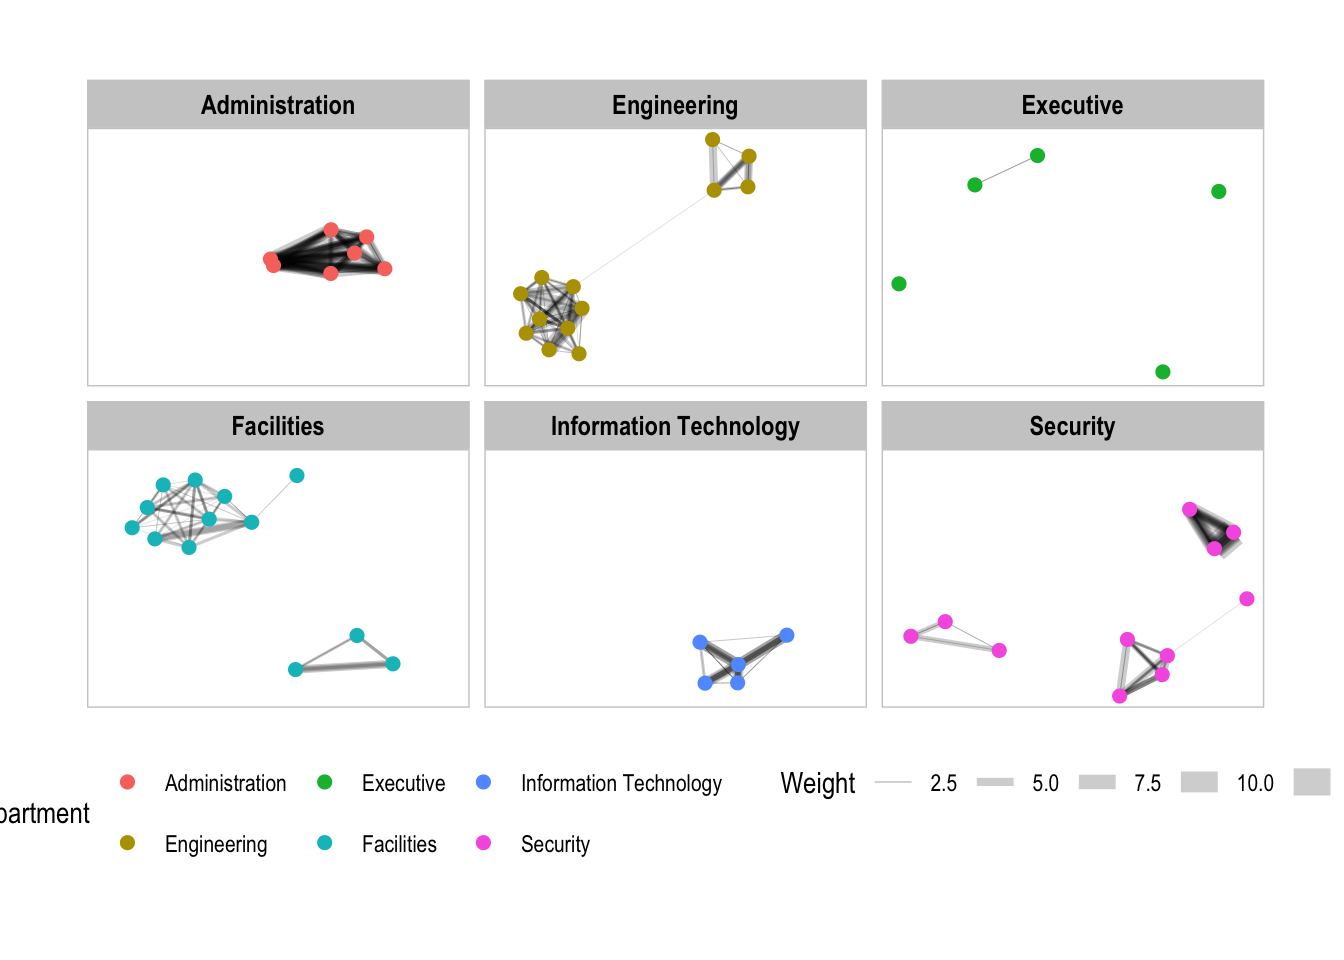 Administration
Engineering
Executive
Facilities
Information Technology
Security
Administration Executive Information Technology Weight 2.5 5.0 7.5 10.0
partment
Engineering Facilities Security